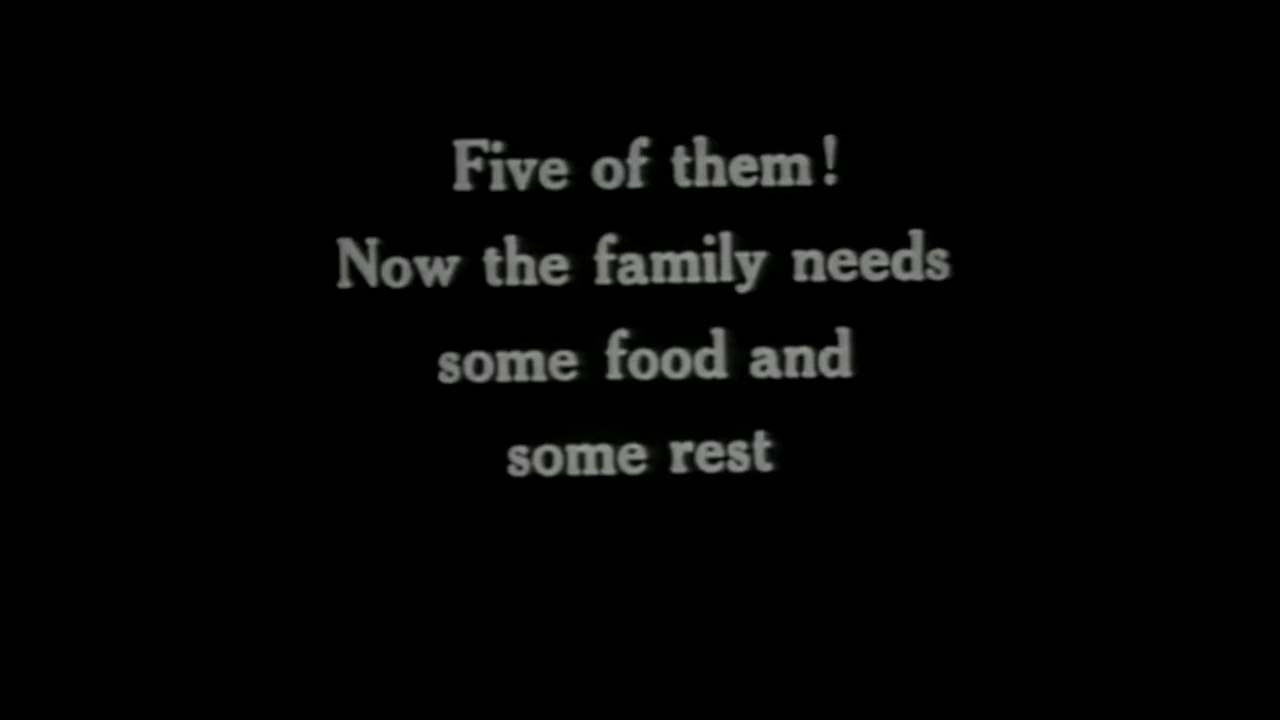 Five of them!
Now the family needs
some food and
some rest